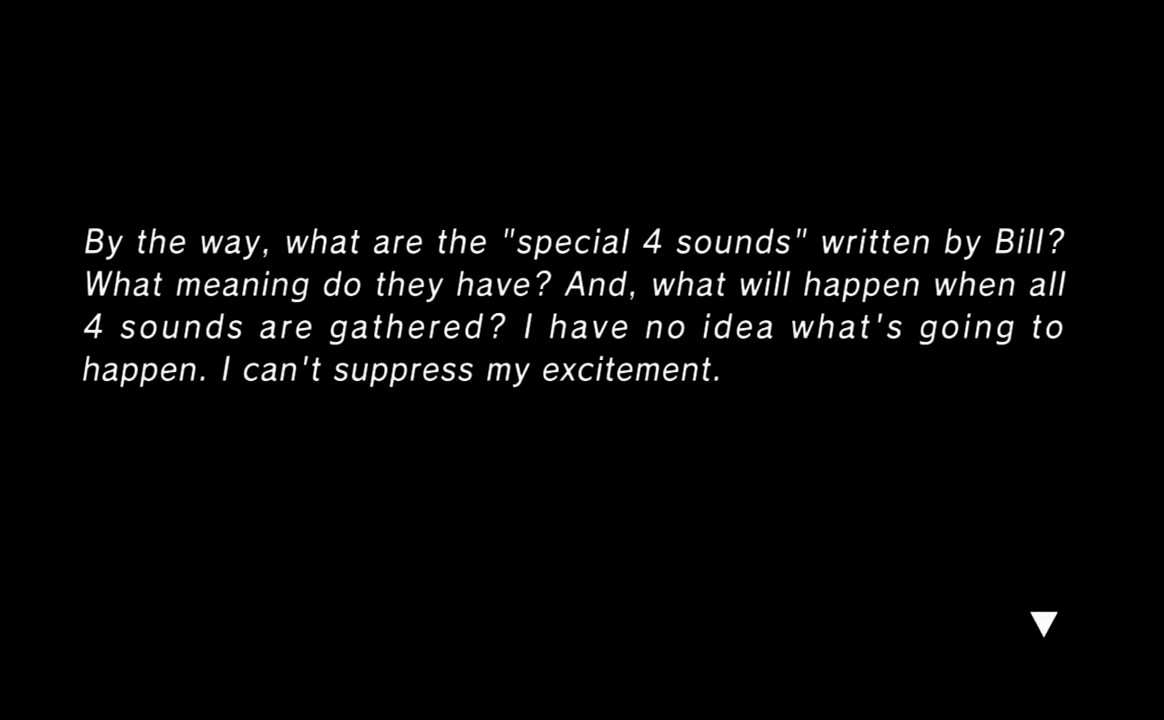 By the way, what are the "special 4 sounds" written by Bill?
What meaning do they have? And, what will happen when all
4 sounds are gathered? I have no idea what's going to
happen. I can't suppress my excitement.